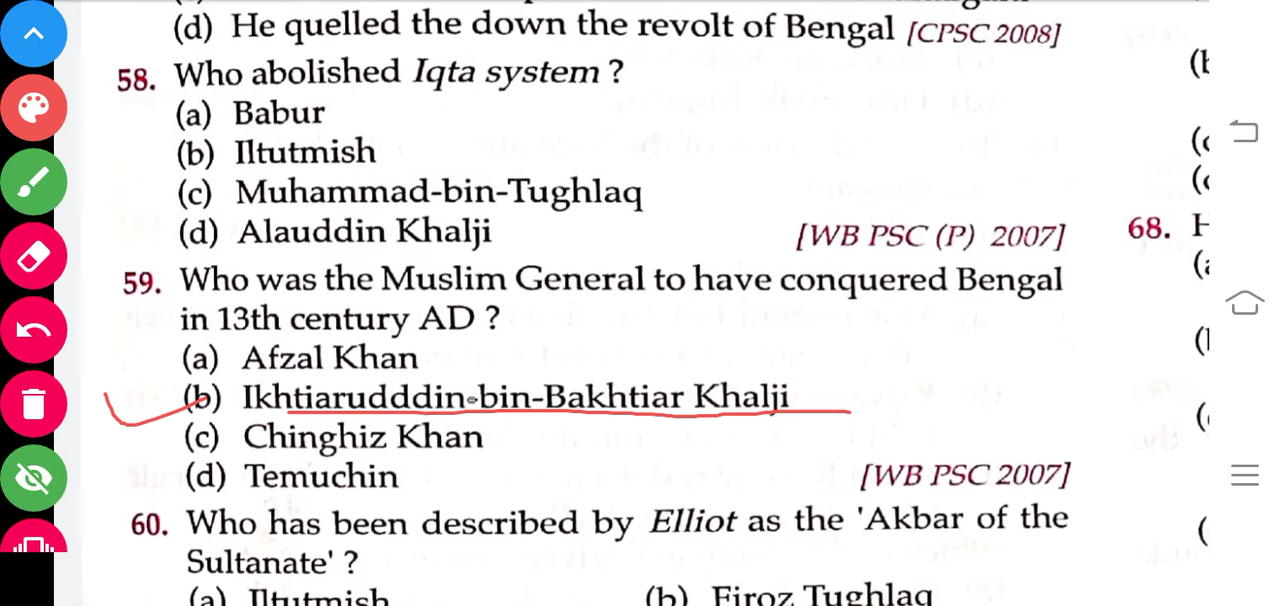 (d) He quelled the down the revolt of Bengal [CPSC 2008]
58. Who abolished Iqta system ?
(a) Babur
(b) Iltutmish
(c) Muhammad-bin-Tughlaq
(d) Alauddin Khalji [WB PSC (P) 2007]
59. Who was the Muslim General to have conquered Bengal
in 13th century AD ?
(a) Afzal Khan
(b) Ikhtiarudddin-bin-Bakhtiar Khalji
(c) Chinghiz Khan
(d) Temuchin [WB PSC 2007]
60. Who has been described by Elliot as the 'Akbar of the
Sultanate' ?
(a) Iltutmish (b) Firoz Tughlaq
68.